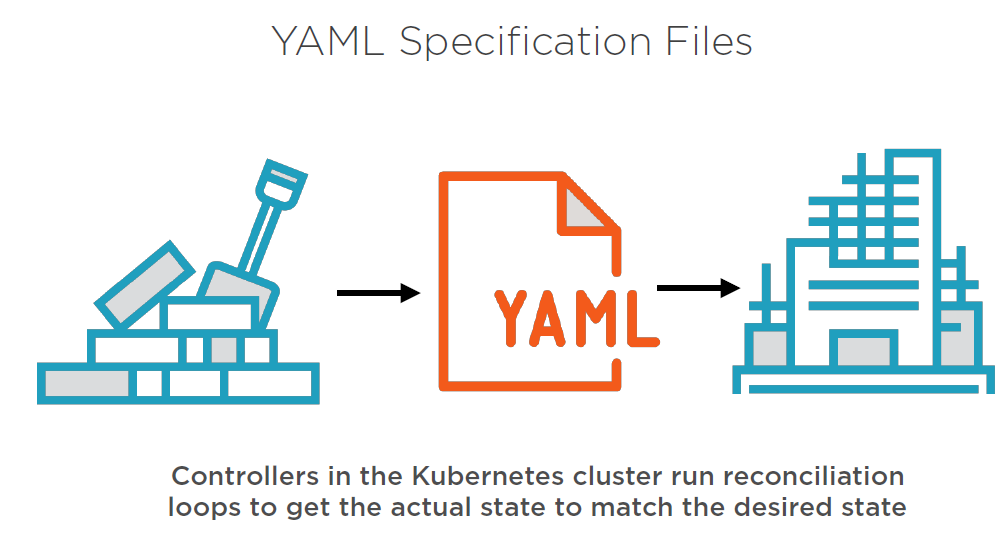 YAML Specification Files
YAML
Controllers in the Kubernetes cluster run reconciliation
loops to get the actual state to match the desired state